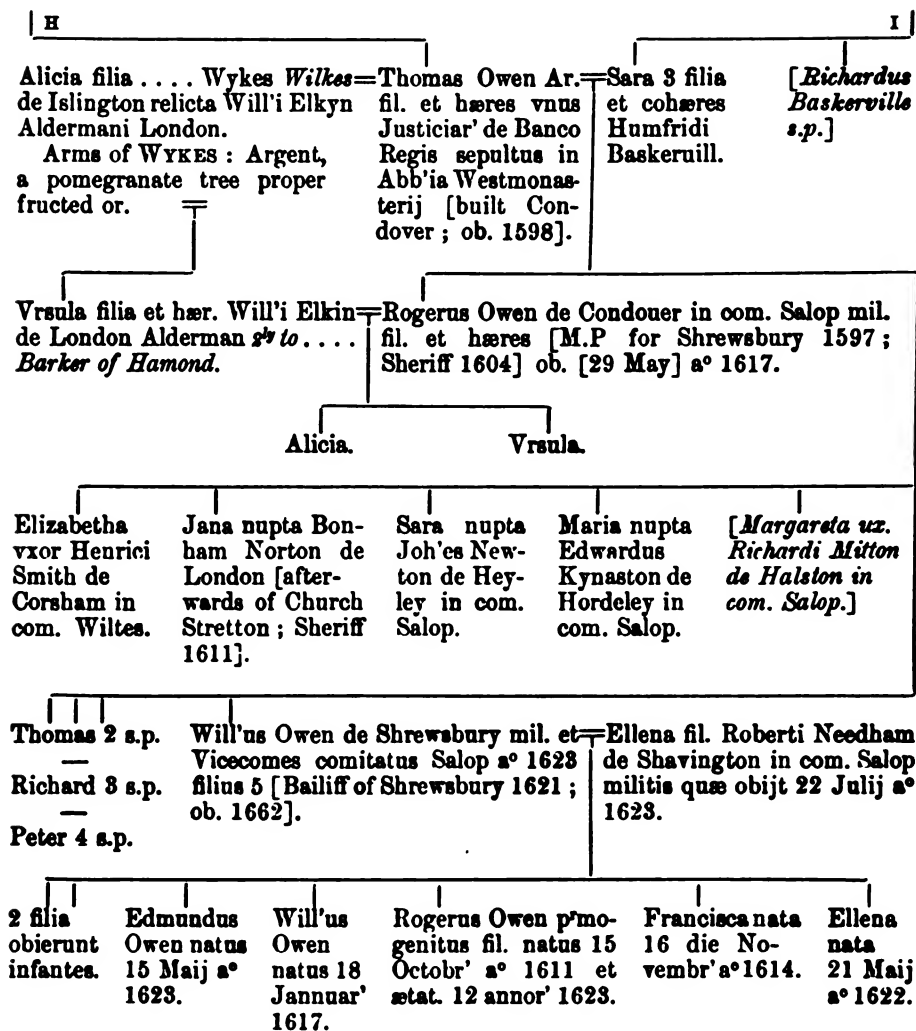 H
I
Alicia filia . . . . Wykes Wilkes=
de Islington relicta Will'i Elkyn
Aldermani London.
Arms of WYKES : Argent,
a pomegranate tree proper
fructed or.
Thomas Owen Ar.
fil. et hæres vnus
Justiciar' de Banco
Regis sepultus in
Abb'ia Westmonas-
terij [built Con-
dover ; ob. 1598].
=Sara 3 filia
et cohæres
Humfridi
Baskeruill.
[Richardus
Baskerville
s.p.]
Vrsula filia et hær. Will'i Elkin=
de London Alderman 2ly to . . . .
Barker of Hamond.
Rogerus Owen de Condouer in com. Salop mil.
fil. et hæres [M.P for Shrewsbury 1597 ;
Sheriff 1604] ob. [29 May] aº 1617.
Alicia.
Vrsula.
Elizabetha
vxor Henrici
Smith de
Corsham in
com. Wiltes.
Jana nupta Bon-
ham Norton de
London [after-
wards of Church
Stretton ; Sheriff
1611].
Sara nupta
Joh'es New-
ton de Hey-
ley in com.
Salop.
Maria nupta
Edwardus
Kynaston de
Hordeley in
com. Salop.
[Margareta ux.
Richardi Mitton
de Halston in
com. Salop.]
Thomas 2 s.p.
—
Richard 3 s.p.
—
Peter 4 s.p.
Will'us Owen de Shrewsbury mil. et=
Vicecomes comitatus Salop aº 1623
filius 5 [Bailiff of Shrewsbury 1621 ;
ob. 1662].
Ellena fil. Roberti Needham
de Shavington in com. Salop
militis quæ obijt 22 Julij aº
1623.
2 filia
obierunt
infantes.
Edmundus
Owen natus
15 Maij aº
1623.
Will'us
Owen
natus 18
Jannuar'
1617.
Rogerus Owen p'mo-
genitus fil. natus 15
Octobr' aº 1611 et
ætat. 12 annor' 1623.
Francisca nata
16 die No-
vembr' aº 1614.
Ellena
nata
21 Maij
aº 1622.